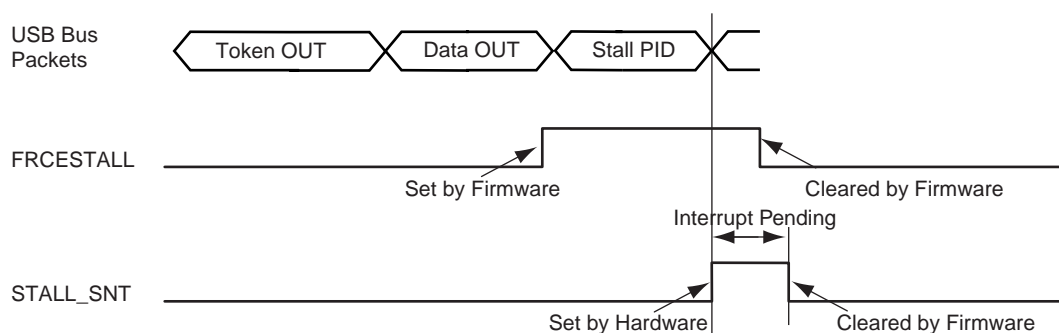 USB Bus
Packets
Token OUT
Data OUT
Stall PID
FRCESTALL
Set by Firmware
Cleared by Firmware
Interrupt Pending
STALL_SNT
Set by Hardware
Cleared by Firmware